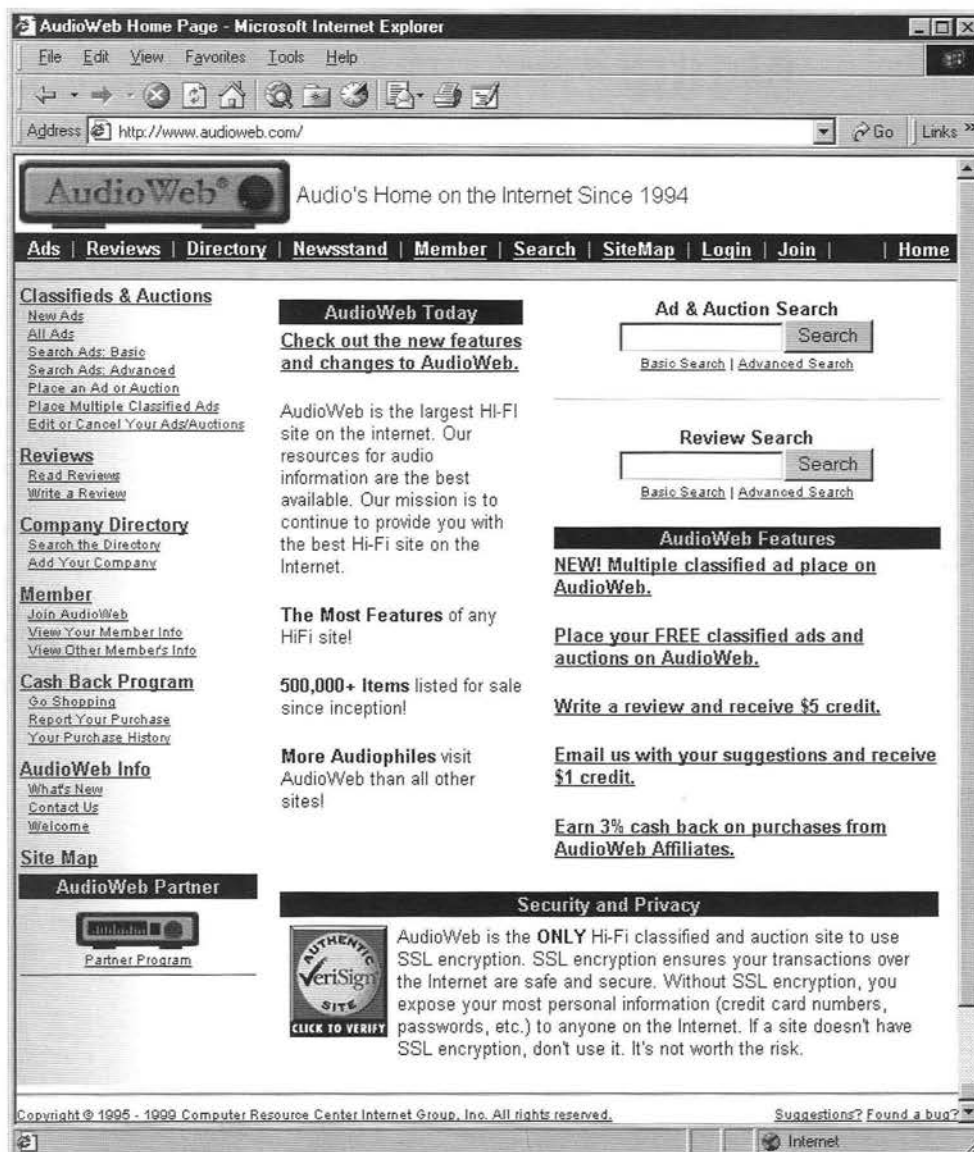 AudioWeb Home Page - Microsoft Internet Explorer
File Edit View Favorites Tools Help
Address http://www.audioweb.com/ Go Links »
AudioWeb® Audio's Home on the Internet Since 1994
Ads | Reviews | Directory | Newsstand | Member | Search | SiteMap | Login | Join | | Home
Classifieds & Auctions
New Ads
All Ads
Search Ads: Basic
Search Ads: Advanced
Place an Ad or Auction
Place Multiple Classified Ads
Edit or Cancel Your Ads/Auctions
Reviews
Read Reviews
Write a Review
Company Directory
Search the Directory
Add Your Company
Member
Join AudioWeb
View Your Member Info
View Other Member's Info
Cash Back Program
Go Shopping
Report Your Purchase
Your Purchase History
AudioWeb Info
What's New
Contact Us
Welcome
Site Map
AudioWeb Partner
Partner Program
AudioWeb Today
Check out the new features
and changes to AudioWeb.
AudioWeb is the largest HI-FI
site on the internet. Our
resources for audio
information are the best
available. Our mission is to
continue to provide you with
the best Hi-Fi site on the
Internet.
The Most Features of any
HiFi site!
500,000+ Items listed for sale
since inception!
More Audiophiles visit
AudioWeb than all other
sites!
Ad & Auction Search
Search
Basic Search | Advanced Search
Review Search
Search
Basic Search | Advanced Search
AudioWeb Features
NEW! Multiple classified ad place on
AudioWeb.
Place your FREE classified ads and
auctions on AudioWeb.
Write a review and receive $5 credit.
Email us with your suggestions and receive
$1 credit.
Earn 3% cash back on purchases from
AudioWeb Affiliates.
Security and Privacy
AUTHENTIC
VeriSign
SITE
CLICK TO VERIFY
AudioWeb is the ONLY Hi-Fi classified and auction site to use
SSL encryption. SSL encryption ensures your transactions over
the Internet are safe and secure. Without SSL encryption, you
expose your most personal information (credit card numbers,
passwords, etc.) to anyone on the Internet. If a site doesn't have
SSL encryption, don't use it. It's not worth the risk.
Copyright © 1995 - 1999 Computer Resource Center Internet Group, Inc. All rights reserved. Suggestions? Found a bug?
Internet